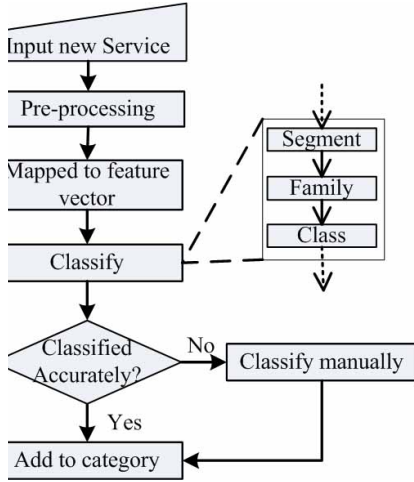 Input new Service
Pre-processing
Mapped to feature
vector
Classify
Segment
Family
Class
Classified
Accurately?
No
Classify manually
Yes
Add to category